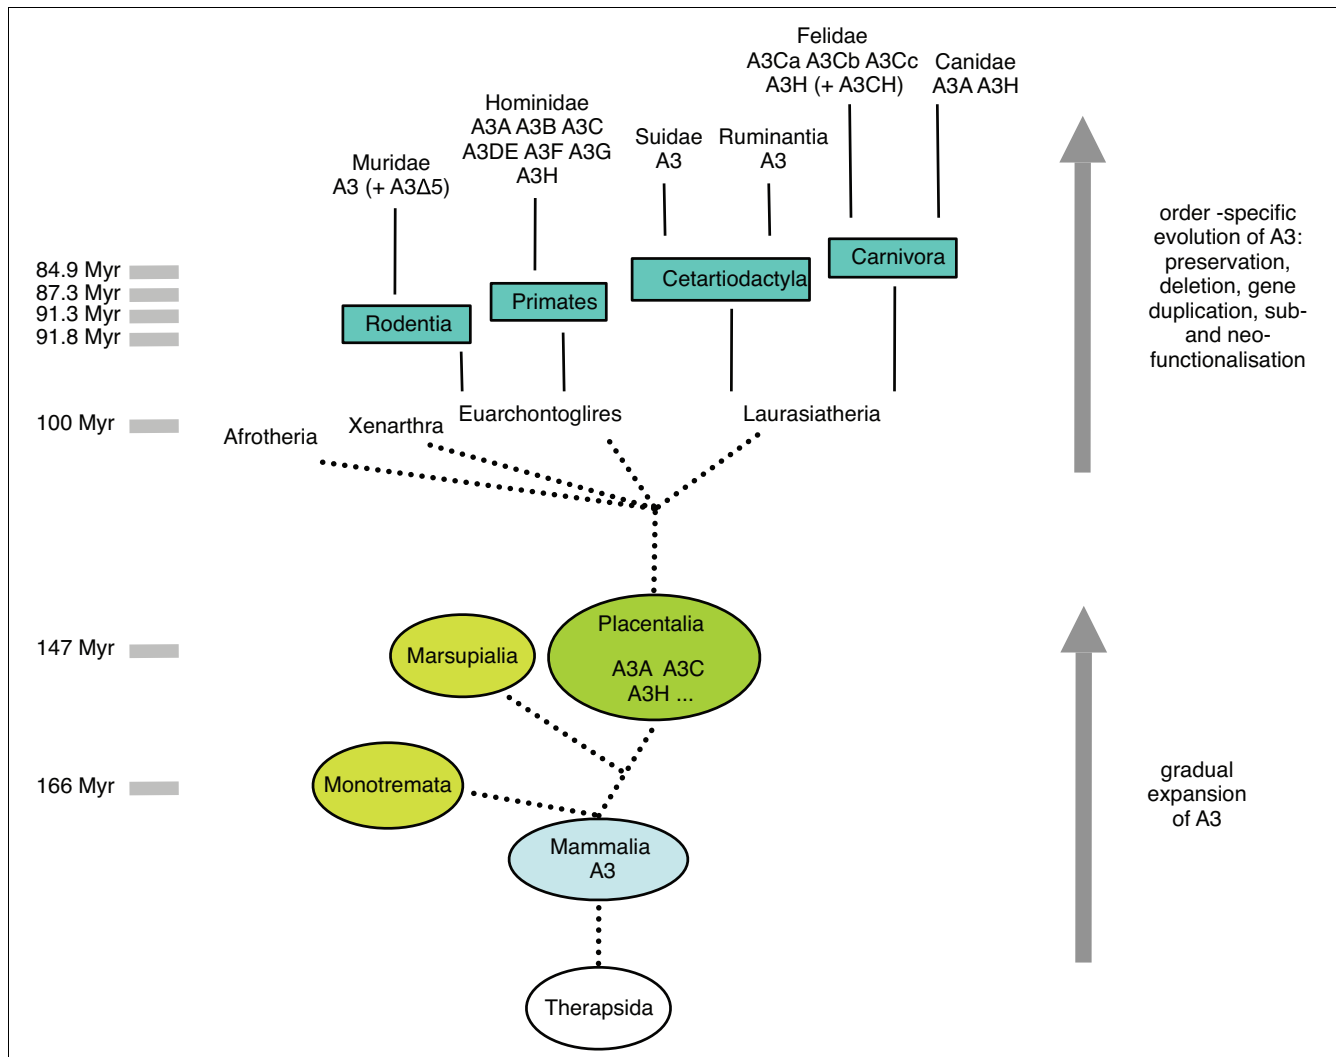 Felidae
A3Ca A3Cb A3Cc
A3H (+ A3CH)
Canidae
A3A A3H
Hominidae
A3A A3B A3C
A3DE A3F A3G
A3H
Suidae
A3
Ruminantia
A3
Muridae
A3 (+ A3Δ5)
order -specific
evolution of A3:
preservation,
deletion, gene
duplication, sub-
and neo-
functionalisation
84.9 Myr
87.3 Myr
91.3 Myr
91.8 Myr
Carnivora
Cetartiodactyla
Primates
Rodentia
100 Myr
Afrotheria
Xenarthra
Euarchontoglires
Laurasiatheria
147 Myr
Marsupialia
Placentalia
A3A A3C
A3H ...
166 Myr
Monotremata
gradual
expansion
of A3
Mammalia
A3
Therapsida